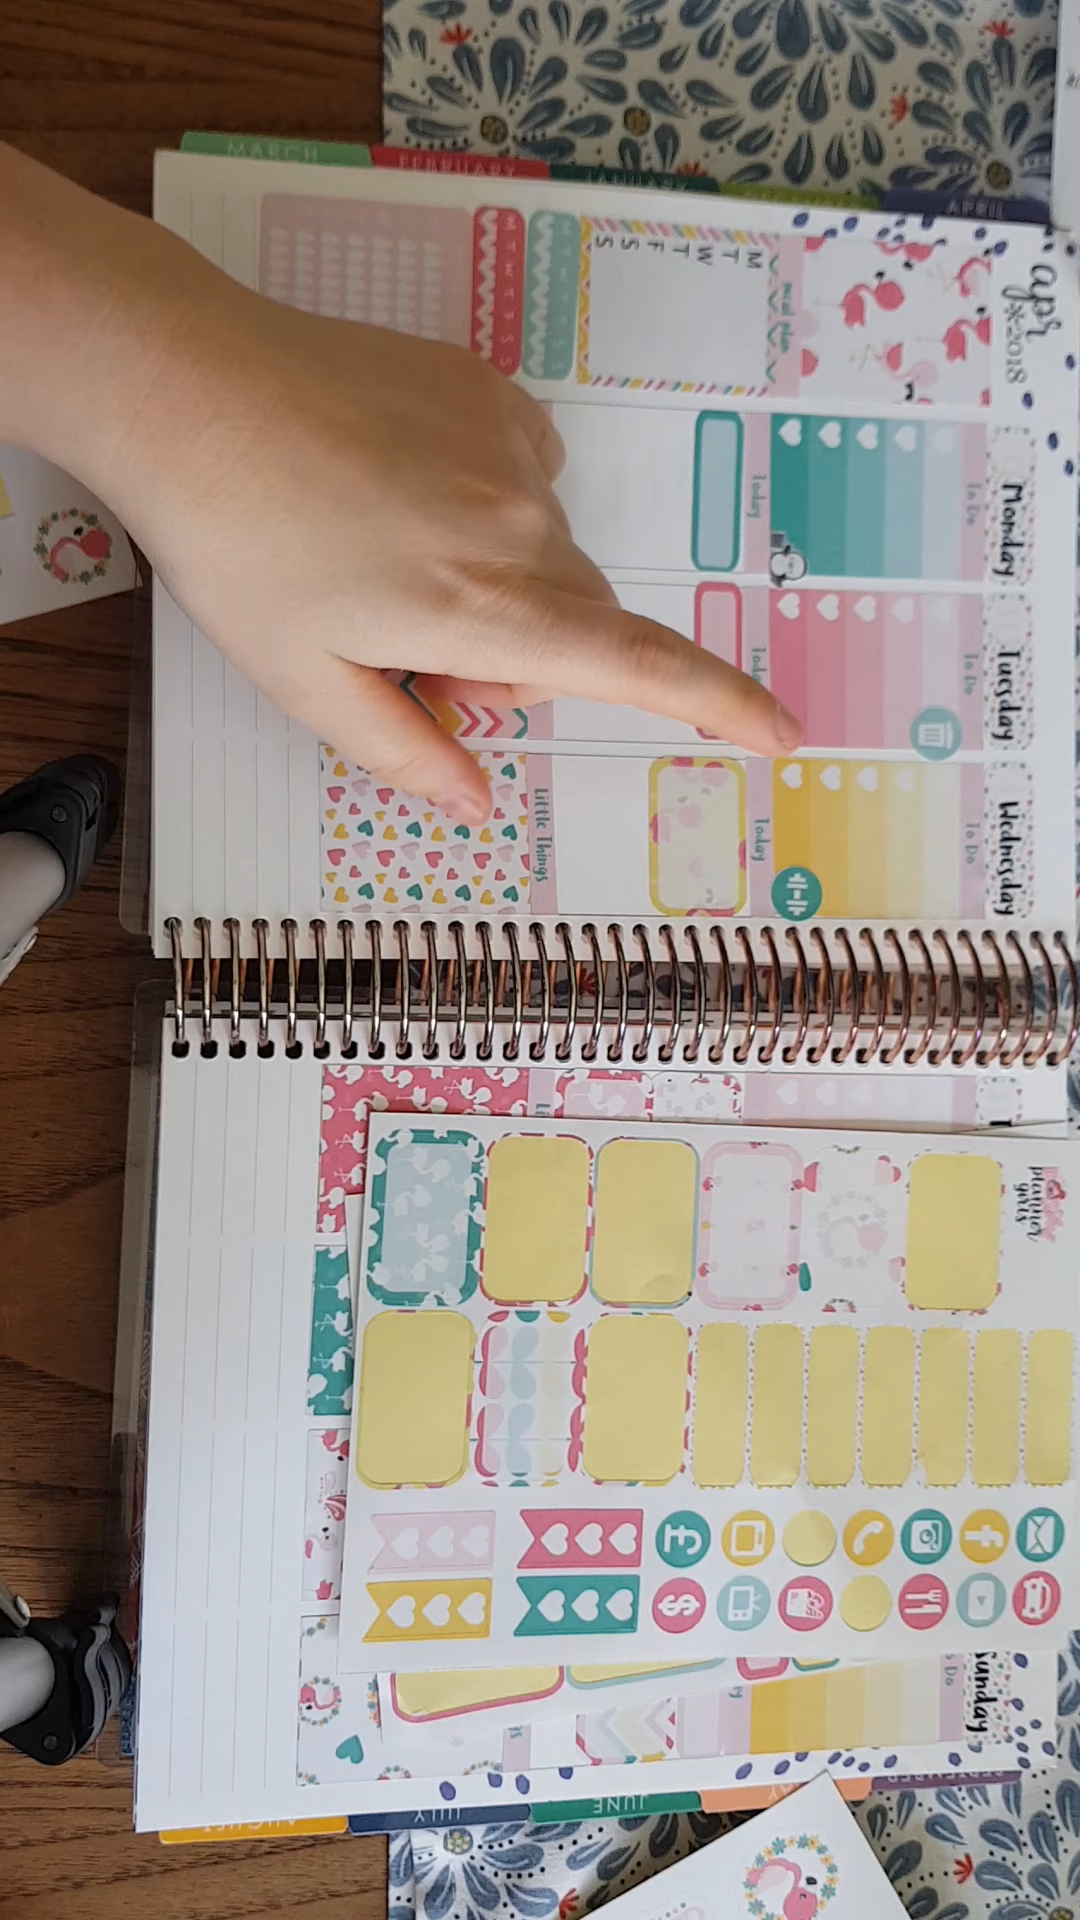 MARCH
FEBRUARY
JANUARY
APRIL
apr
*2018
meal plan
M
T
W
T
F
S
S
M T W T F S S
M T W T F S S
Monday
To Do
Today
Tuesday
To Do
Today
Wednesday
To Do
Today
Little Things
planner
girls
Sunday
AUGUST
JULY
JUNE